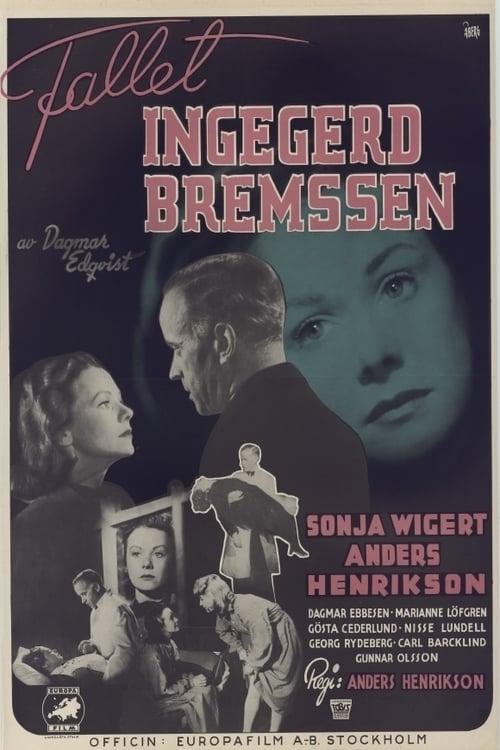 ÅBERG
Fallet
INGEGERD
BREMSSEN
av Dagmar
Edqvist
SONJA WIGERT
ANDERS
HENRIKSON
DAGMAR EBBESEN · MARIANNE LÖFGREN
GÖSTA CEDERLUND · NISSE LUNDELL
GEORG RYDEBERG · CARL BARCKLIND
GUNNAR OLSSON
Regi: ANDERS HENRIKSON
EUROPA
FILM
OFFICIN: EUROPAFILM A-B. STOCKHOLM